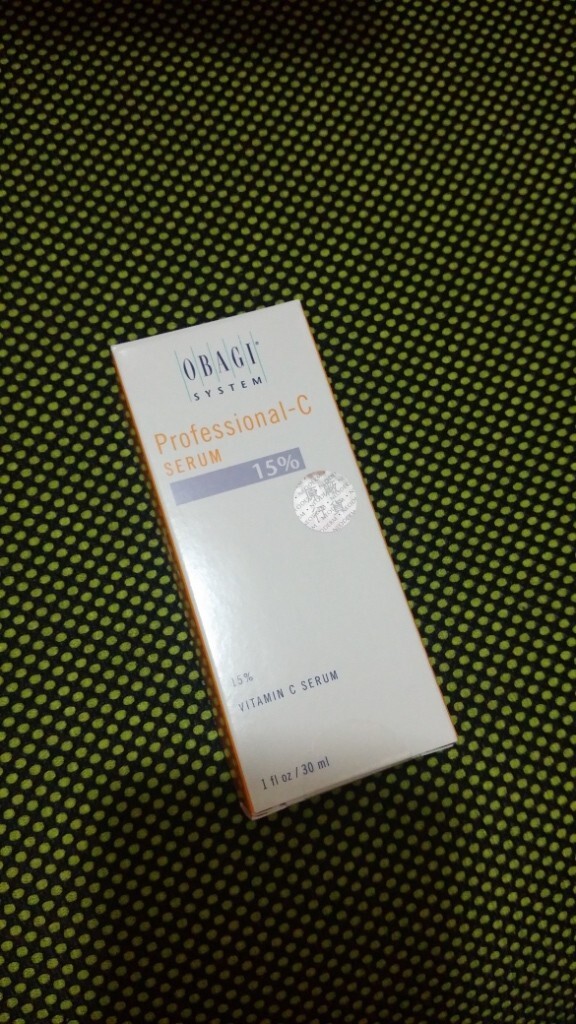 OBAGI®
SYSTEM
Professional-C
SERUM
15%
15%
VITAMIN C SERUM
1 fl oz / 30 ml